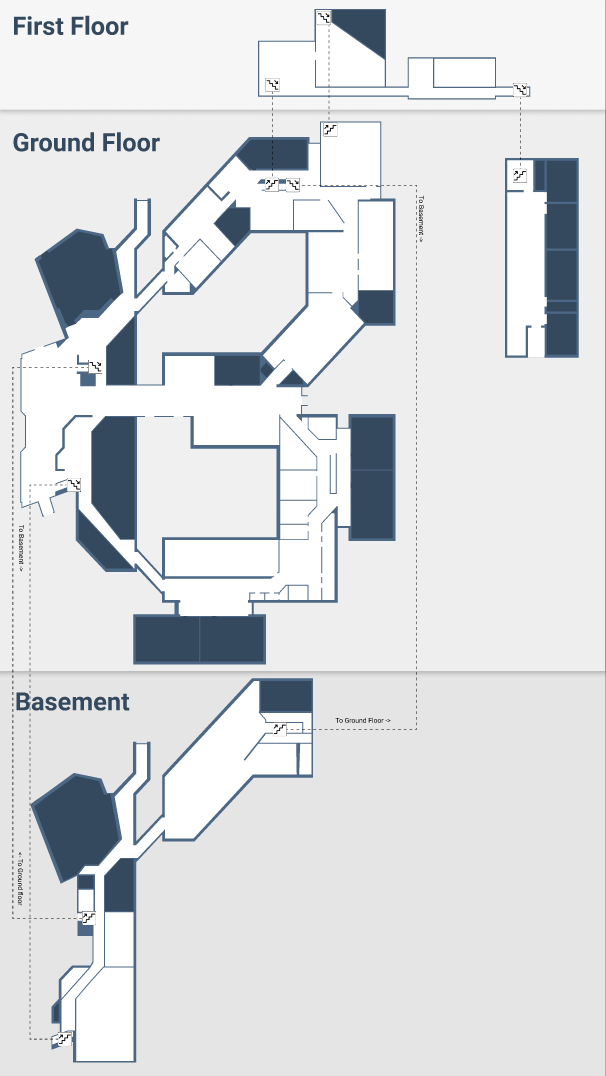 First Floor
Ground Floor
To Basement ->
To Basement ->
Basement
To Ground Floor ->
<- To Ground floor